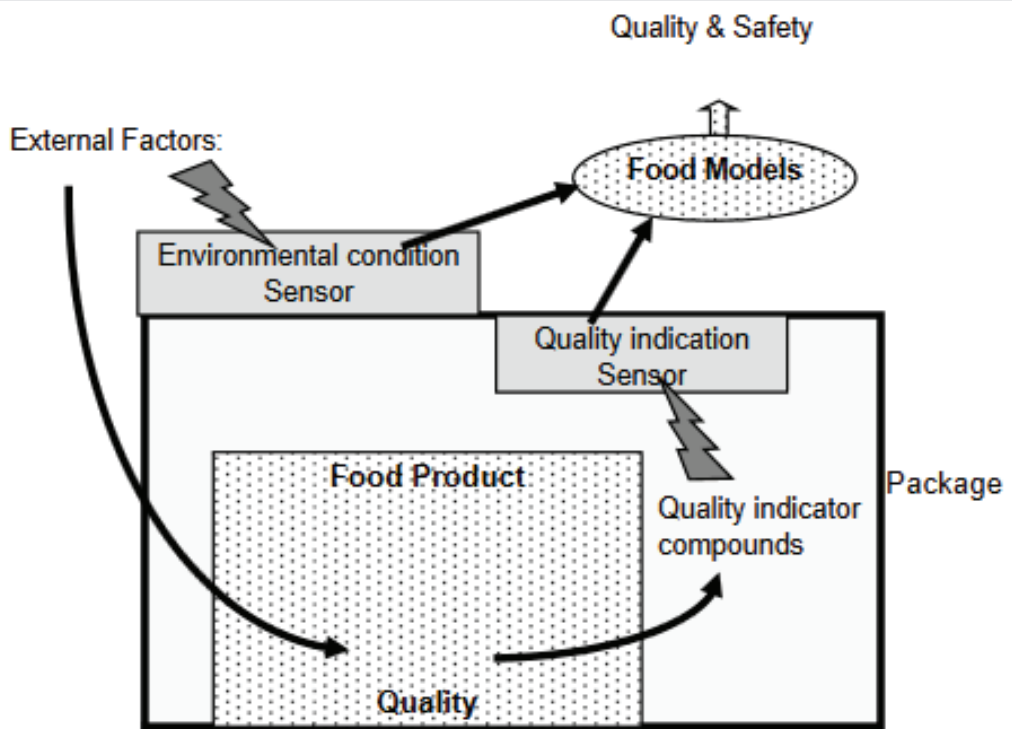 Quality & Safety
External Factors:
Food Models
Environmental condition
Sensor
Quality indication
Sensor
Food Product
Package
Quality indicator
compounds
Quality